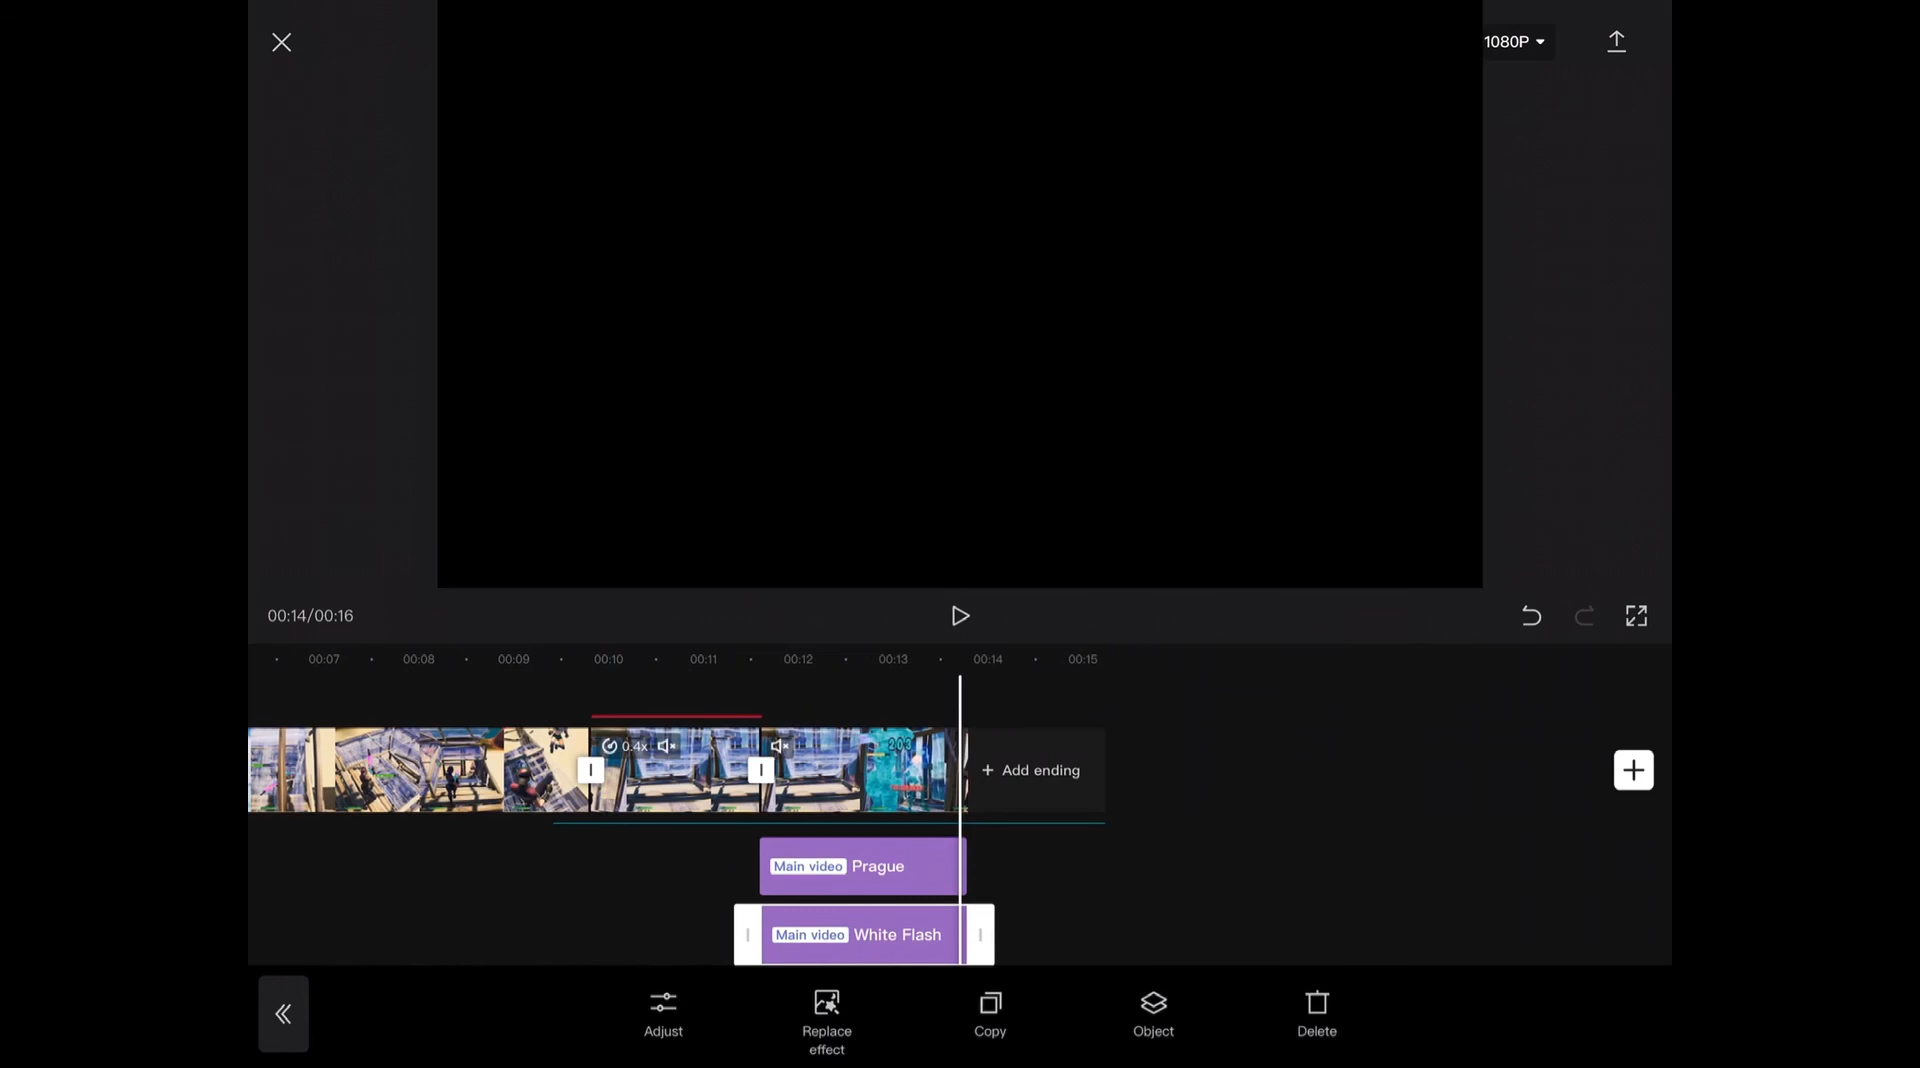 1080P
00:14/00:16
00:07 00:08 00:09 00:10 00:11 00:12 00:13 00:14 00:15
0.4x
203
+ Add ending
Main video Prague
Main video White Flash
Adjust
Replace
effect
Copy
Object
Delete